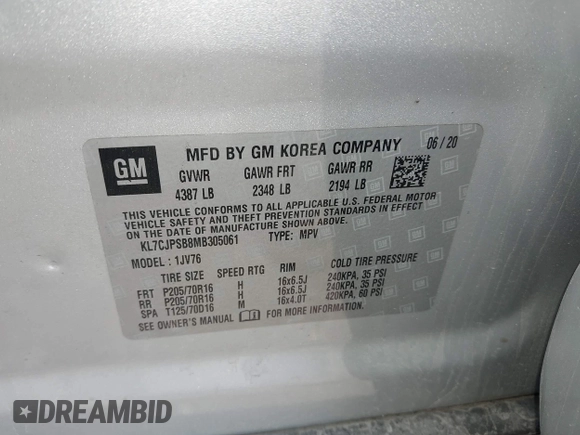 GM
MFD BY GM KOREA COMPANY 06 / 20
GVWR GAWR FRT GAWR RR
4387 LB 2348 LB 2194 LB
THIS VEHICLE CONFORMS TO ALL APPLICABLE U.S. FEDERAL MOTOR
VEHICLE SAFETY AND THEFT PREVENTION STANDARDS IN EFFECT ON
THE DATE OF MANUFACTURE SHOWN ABOVE.
KL7CJPSB8MB305061 TYPE: MPV
MODEL : 1JV76
TIRE SIZE SPEED RTG RIM COLD TIRE PRESSURE
FRT P205/70R16 H 16x6.5J 240KPA, 35 PSI
RR P205/70R16 H 16x6.5J 240KPA, 35 PSI
SPA T125/70D16 M 16x4.0T 420KPA, 60 PSI
SEE OWNER'S MANUAL FOR MORE INFORMATION.
DREAMBID